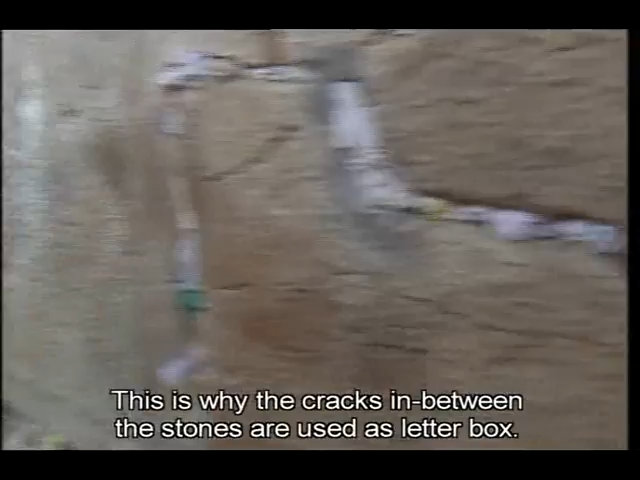 This is why the cracks in-between
the stones are used as letter box.